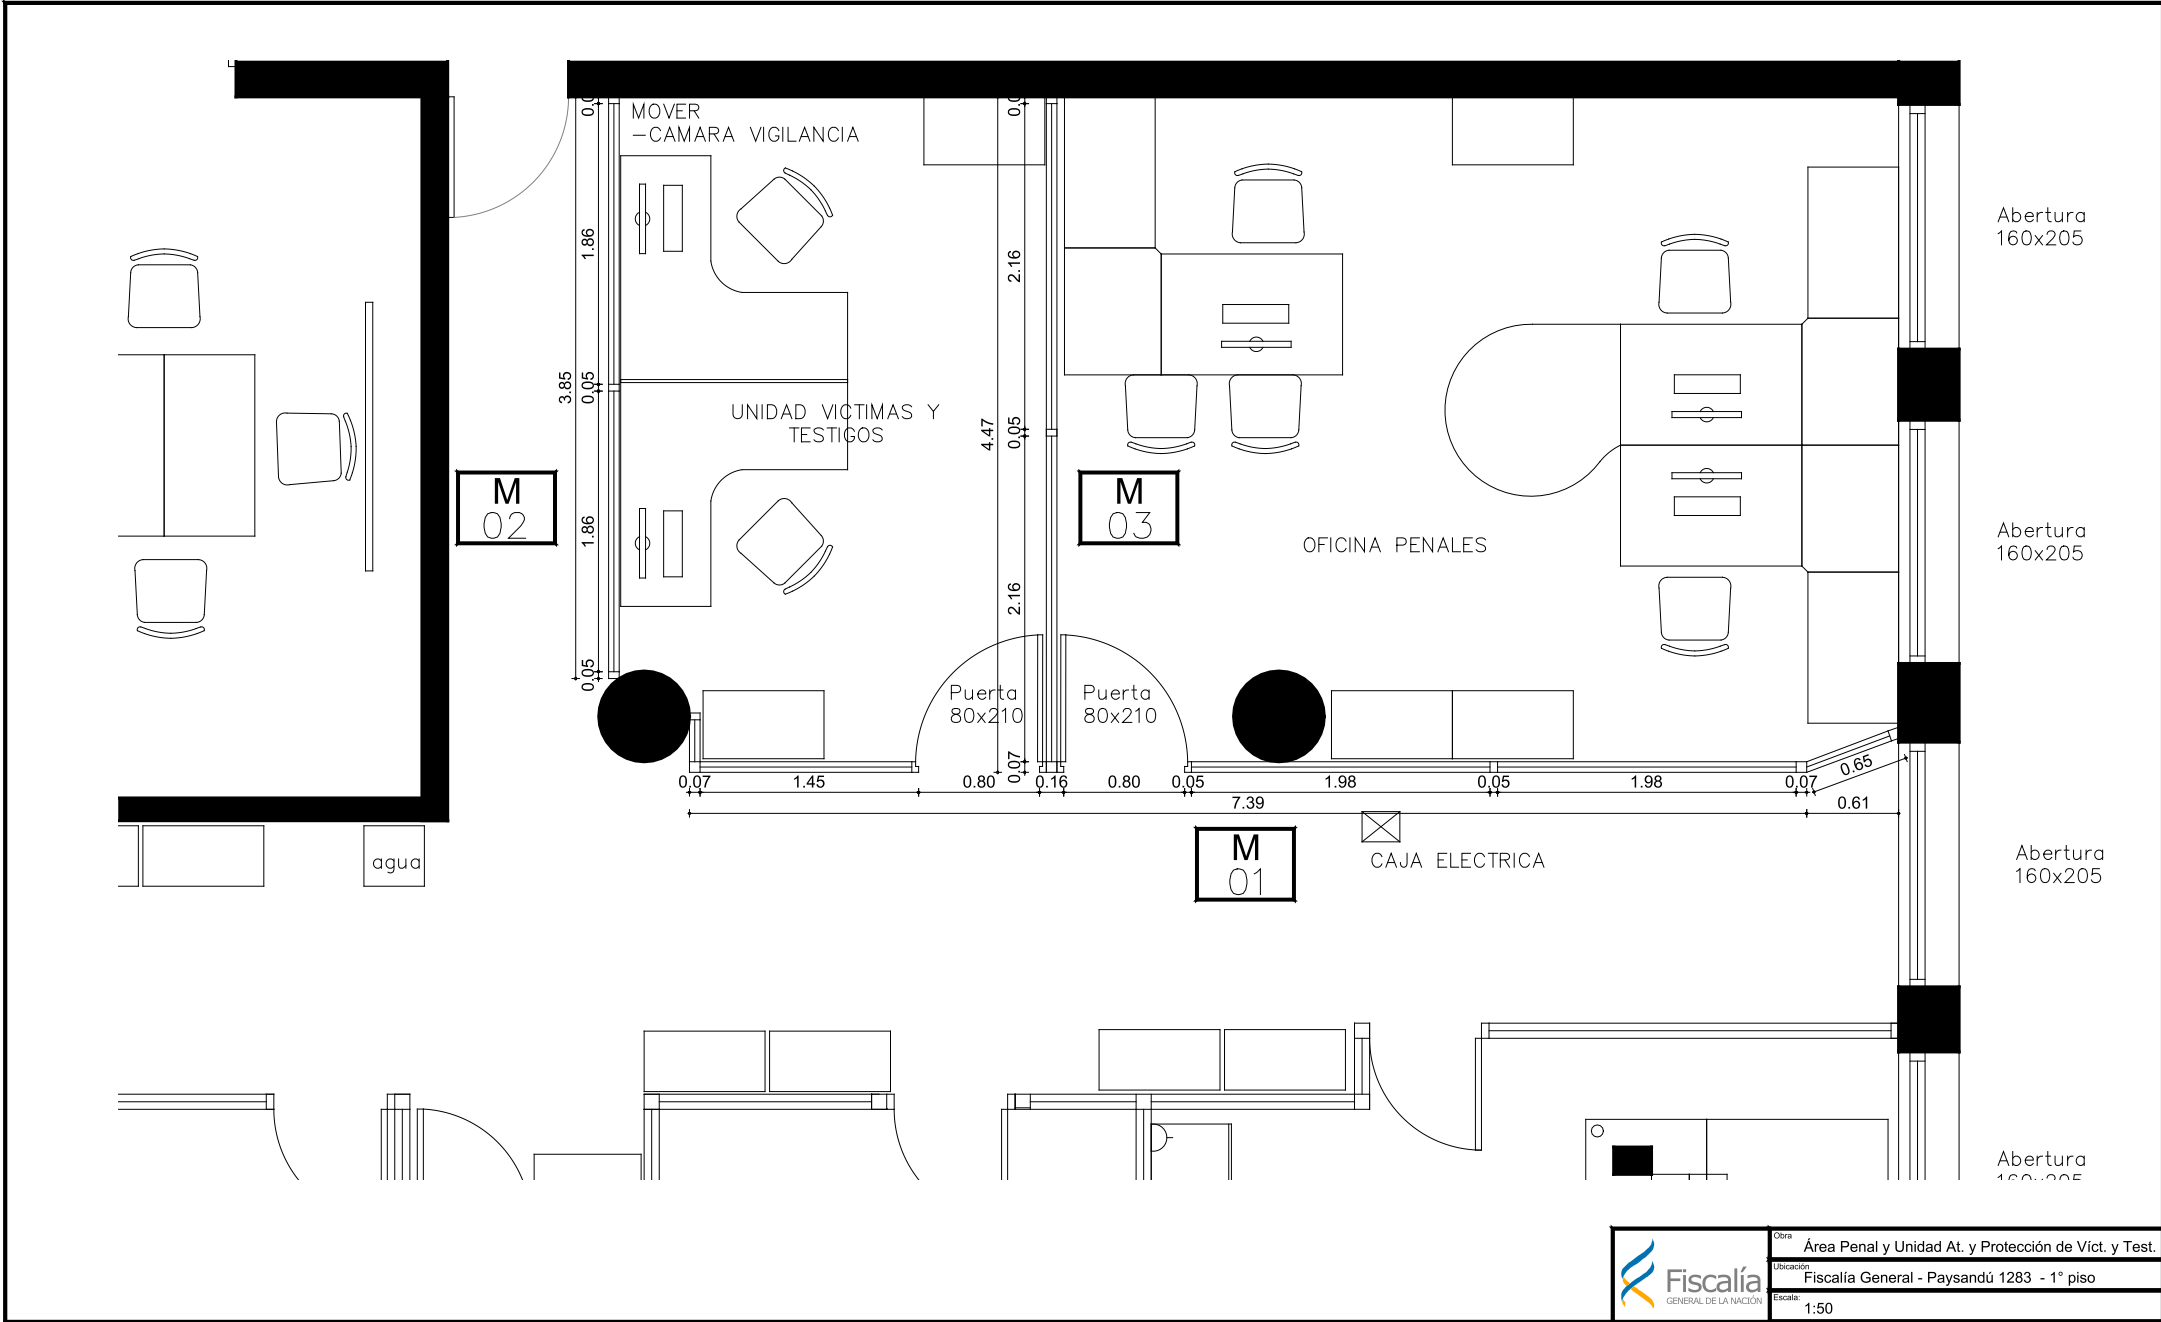 MOVER
-CAMARA VIGILANCIA
Abertura
160x205
1.86
2.16
3.85
0.05
UNIDAD VICTIMAS Y
TESTIGOS
4.47
0.05
M
02
M
03
1.86
OFICINA PENALES
Abertura
160x205
2.16
0.05
Puerta
80x210
Puerta
80x210
0.07
0.07
1.45
0.80
0.16
0.80
0.05
1.98
0.05
1.98
0.07
0.65
7.39
0.61
M
01
agua
CAJA ELECTRICA
Abertura
160x205
Abertura
Obra
Área Penal y Unidad At. y Protección de Víct. y Test.
Ubicación
Fiscalía General - Paysandú 1283 - 1° piso
Escala:
1:50
Fiscalía
GENERAL DE LA NACIÓN